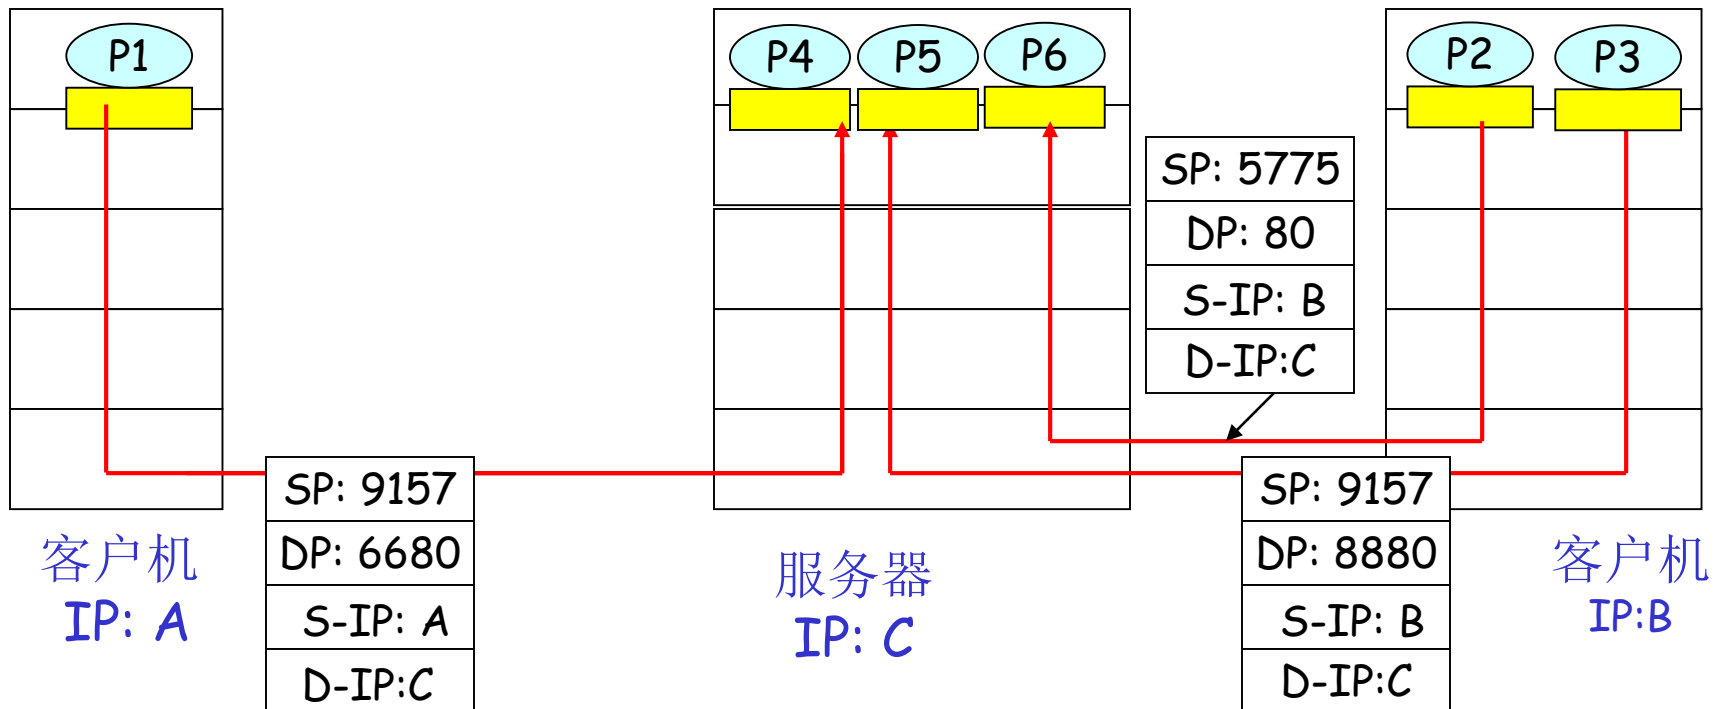 P1
P4
P5
P6
P2
P3
SP: 5775
DP: 80
S-IP: B
D-IP:C
SP: 9157
DP: 6680
S-IP: A
D-IP:C
SP: 9157
DP: 8880
S-IP: B
D-IP:C
客户机
IP: A
服务器
IP: C
客户机
IP:B